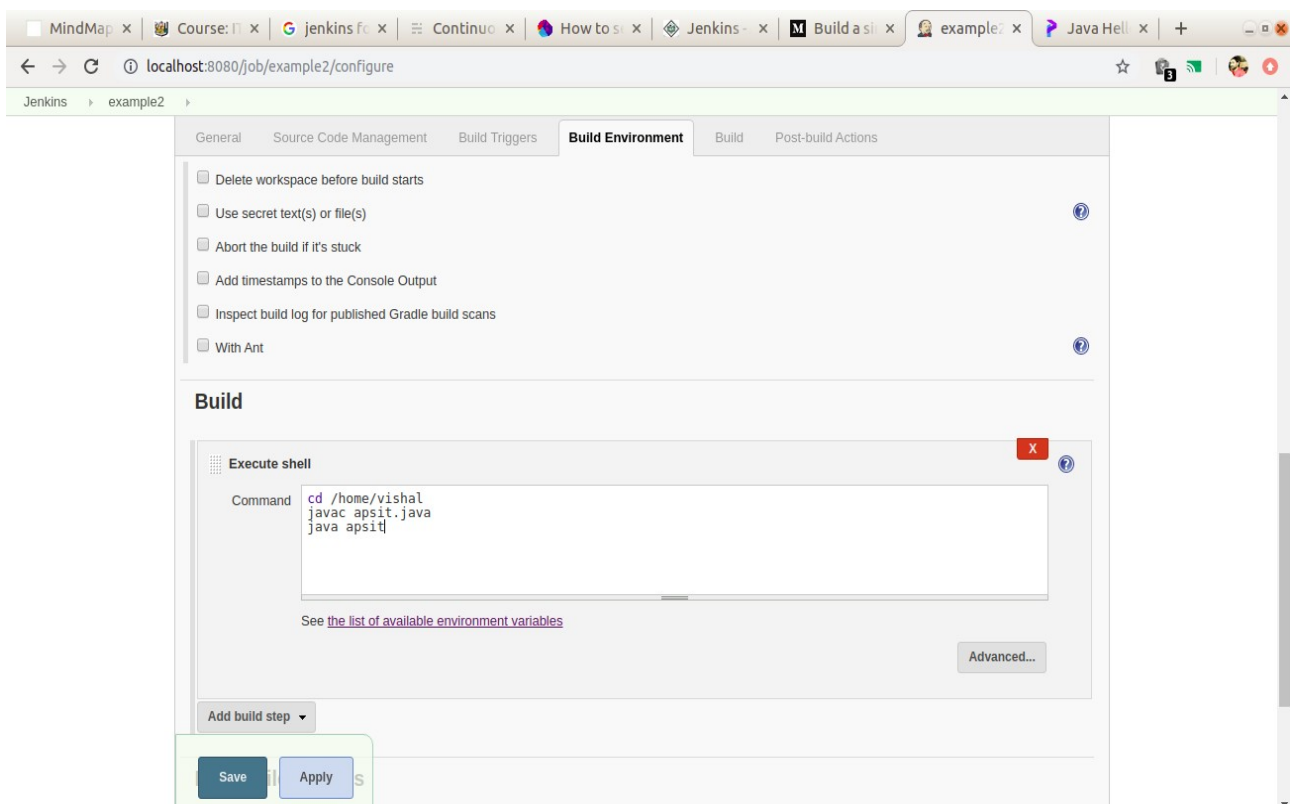 MindMap x Course: IT x G jenkins fo x Continuo x How to se x Jenkins - x M Build a si x example2 x Java Hell x +
localhost:8080/job/example2/configure 3
Jenkins example2
General Source Code Management Build Triggers Build Environment Build Post-build Actions
Delete workspace before build starts
Use secret text(s) or file(s) ?
Abort the build if it's stuck
Add timestamps to the Console Output
Inspect build log for published Gradle build scans
With Ant ?
Build
X
Execute shell ?
Command cd /home/vishal
javac apsit.java
java apsit
See the list of available environment variables
Advanced...
Add build step
Save Apply